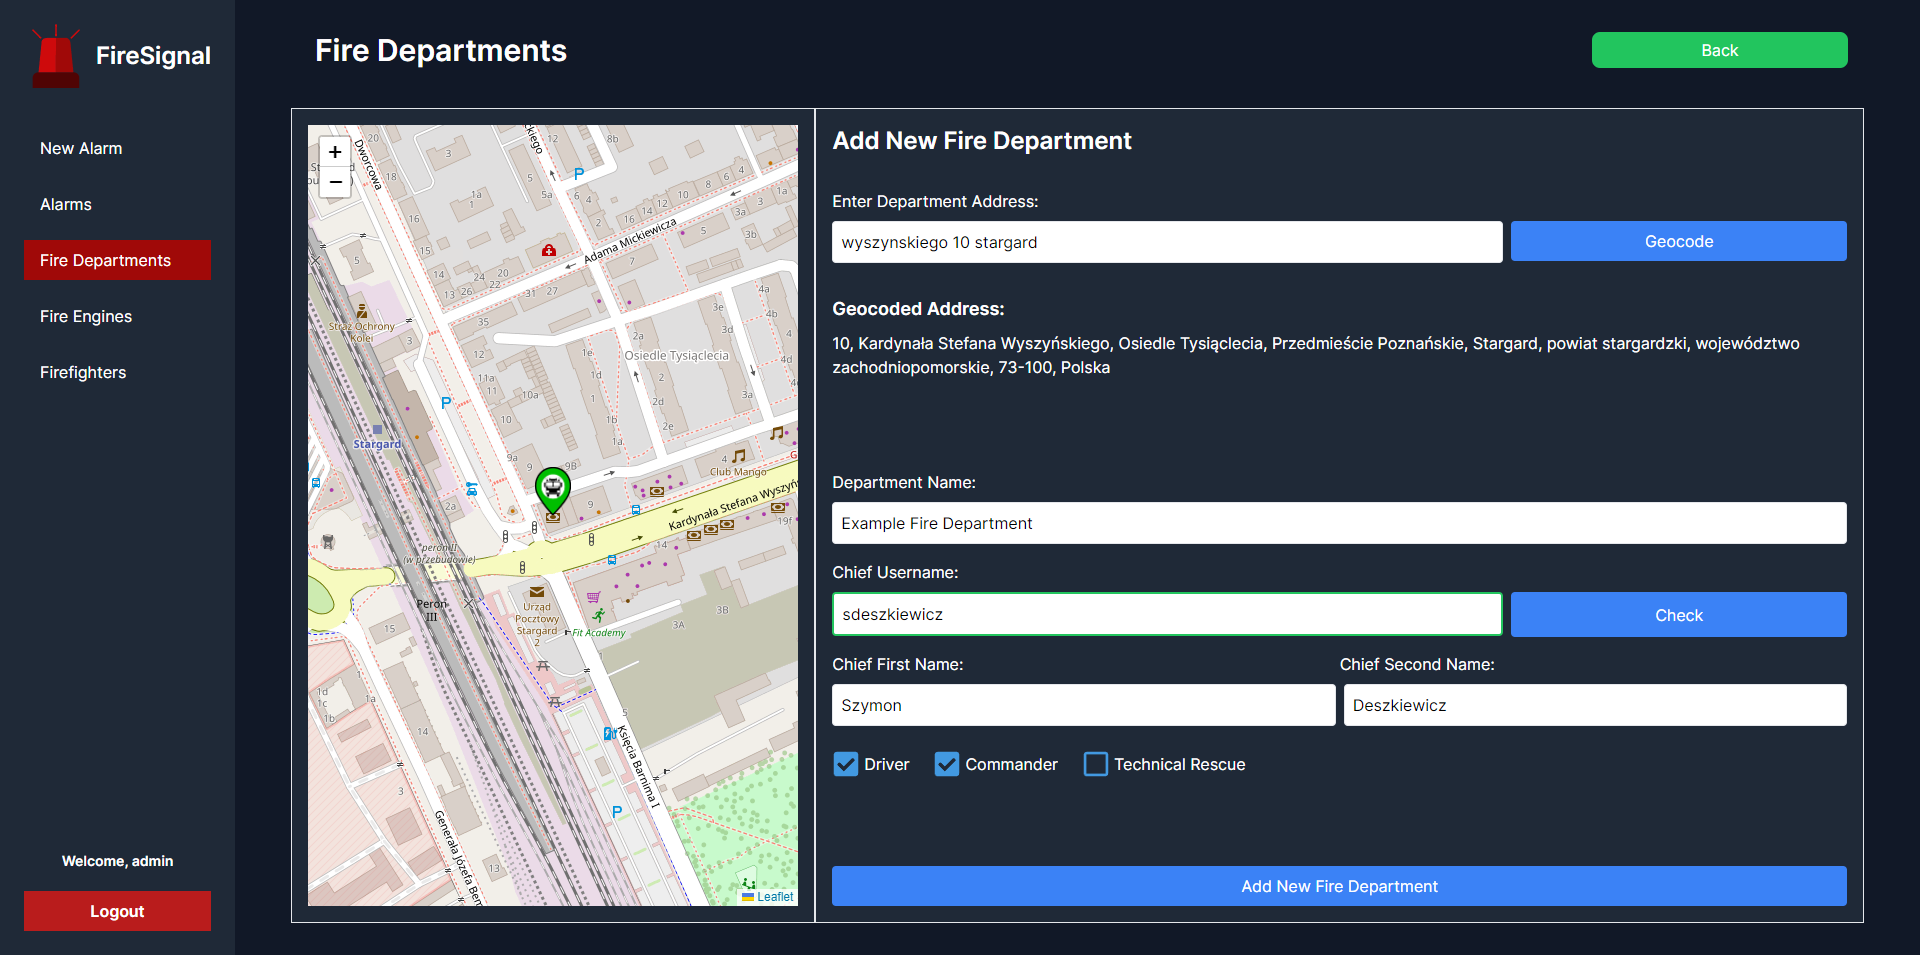 FireSignal
New Alarm
Alarms
Fire Departments
Fire Engines
Firefighters
Welcome, admin
Logout
Fire Departments
Back
+
−
Dworcowa
Adama Mickiewicza
Straż Ochrony
Kolei
Osiedle Tysiąclecia
Stargard
Club Mango
Kardynała Stefana Wyszyń
peron II
(w przebudowie)
Peron
III
Urząd
Pocztowy
Stargard
2
Fit Academy
Księcia Barnima I
Generała Józefa Bem
Leaflet
Add New Fire Department
Enter Department Address:
wyszynskiego 10 stargard
Geocode
Geocoded Address:
10, Kardynała Stefana Wyszyńskiego, Osiedle Tysiąclecia, Przedmieście Poznańskie, Stargard, powiat stargardzki, województwo
zachodniopomorskie, 73-100, Polska
Department Name:
Example Fire Department
Chief Username:
sdeszkiewicz
Check
Chief First Name:
Chief Second Name:
Szymon
Deszkiewicz
Driver
Commander
Technical Rescue
Add New Fire Department